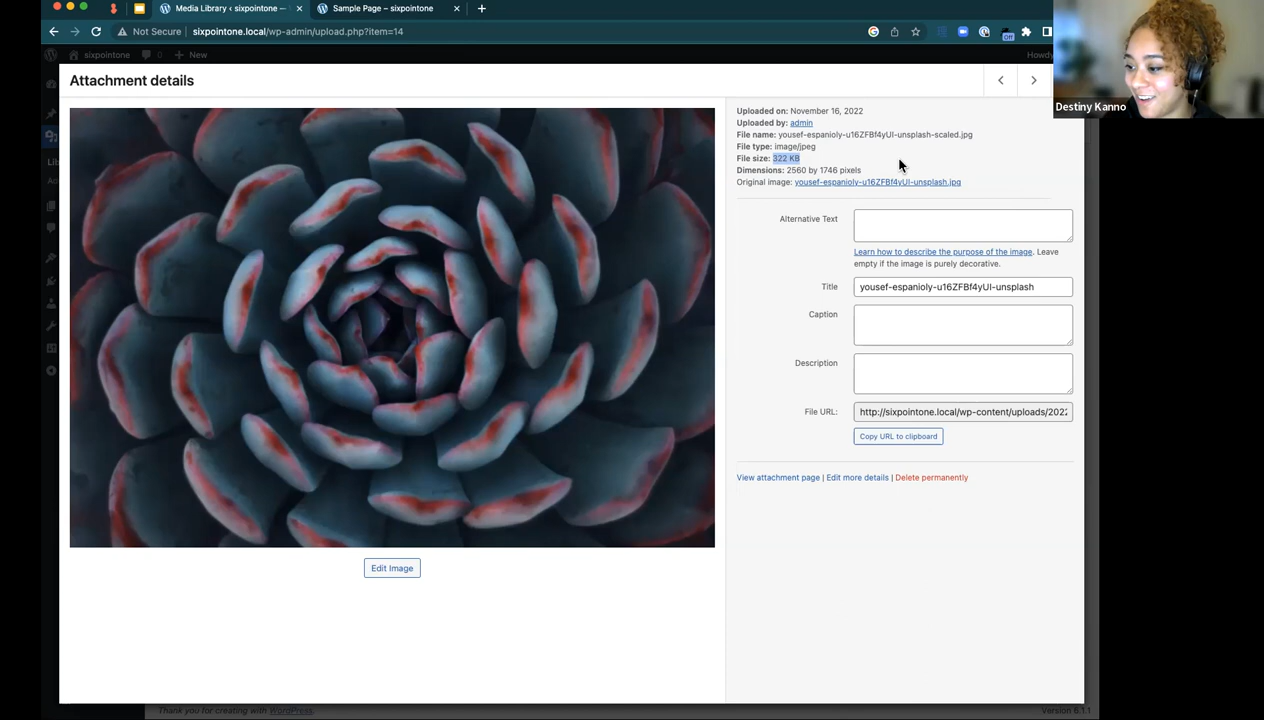 Media Library ‹ sixpointone —
Sample Page – sixpointone
Not Secure
sixpointone.local/wp-admin/upload.php?item=14
Off
sixpointone
0
New
Howdy
Destiny Kanno
Attachment details
Uploaded on: November 16, 2022
Uploaded by: admin
File name: yousef-espanioly-u16ZFBf4yUI-unsplash-scaled.jpg
File type: image/jpeg
File size: 322 KB
Dimensions: 2560 by 1746 pixels
Original image: yousef-espanioly-u16ZFBf4yUI-unsplash.jpg
Lib
Alternative Text
Learn how to describe the purpose of the image. Leave
empty if the image is purely decorative.
Title
yousef-espanioly-u16ZFBf4yUI-unsplash
Caption
Description
File URL:
http://sixpointone.local/wp-content/uploads/2022
Copy URL to clipboard
View attachment page | Edit more details | Delete permanently
Edit Image
Thank you for creating with WordPress.
Version 6.1.1